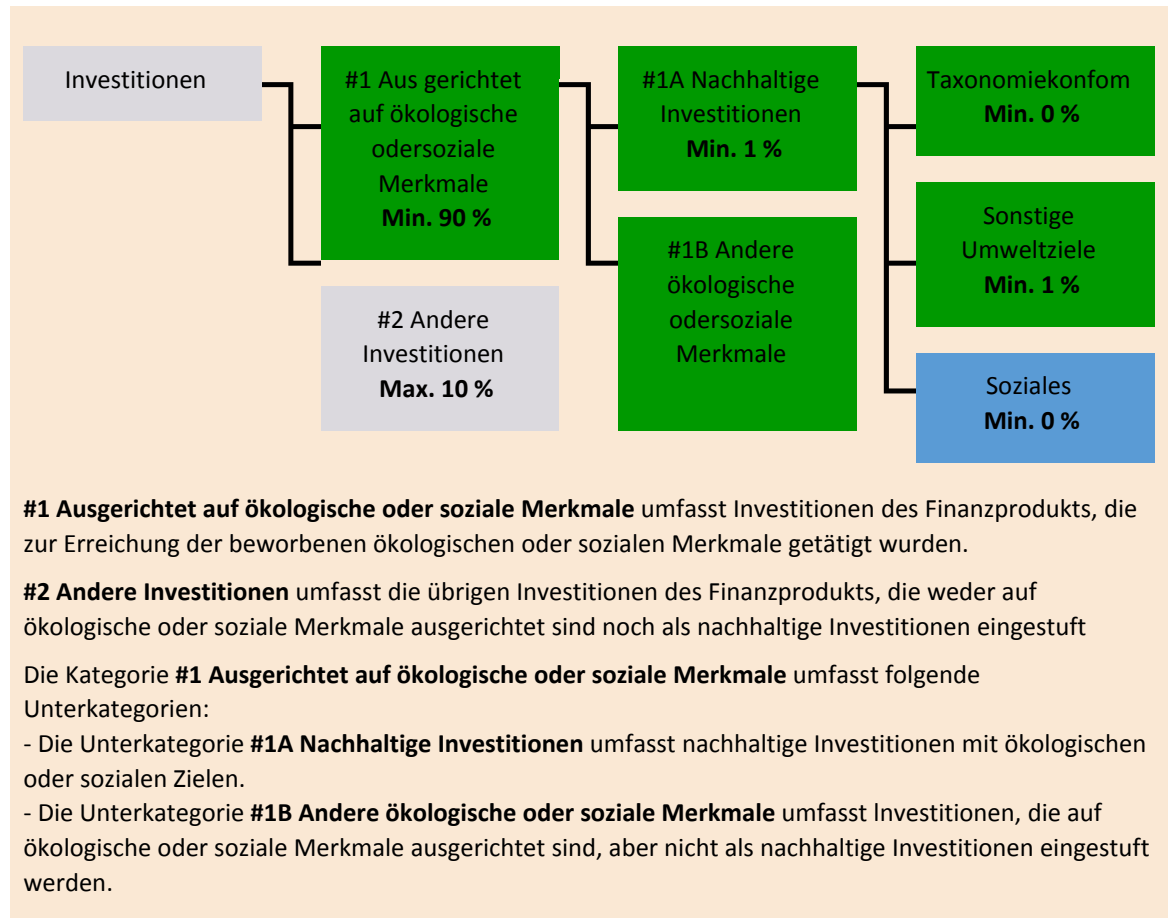 Investitionen
#1 Aus gerichtet
auf ökologische
odersoziale
Merkmale
Min. 90 %
#2 Andere
Investitionen
Max. 10 %
#1A Nachhaltige
Investitionen
Min. 1 %
#1B Andere
ökologische
odersoziale
Merkmale
Taxonomiekonfom
Min. 0 %
Sonstige
Umweltziele
Min. 1 %
Soziales
Min. 0 %
#1 Ausgerichtet auf ökologische oder soziale Merkmale umfasst Investitionen des Finanzprodukts, die
zur Erreichung der beworbenen ökologischen oder sozialen Merkmale getätigt wurden.
#2 Andere Investitionen umfasst die übrigen Investitionen des Finanzprodukts, die weder auf
ökologische oder soziale Merkmale ausgerichtet sind noch als nachhaltige Investitionen eingestuft
Die Kategorie #1 Ausgerichtet auf ökologische oder soziale Merkmale umfasst folgende
Unterkategorien:
- Die Unterkategorie #1A Nachhaltige Investitionen umfasst nachhaltige Investitionen mit ökologischen
oder sozialen Zielen.
- Die Unterkategorie #1B Andere ökologische oder soziale Merkmale umfasst lnvestitionen, die auf
ökologische oder soziale Merkmale ausgerichtet sind, aber nicht als nachhaltige Investitionen eingestuft
werden.